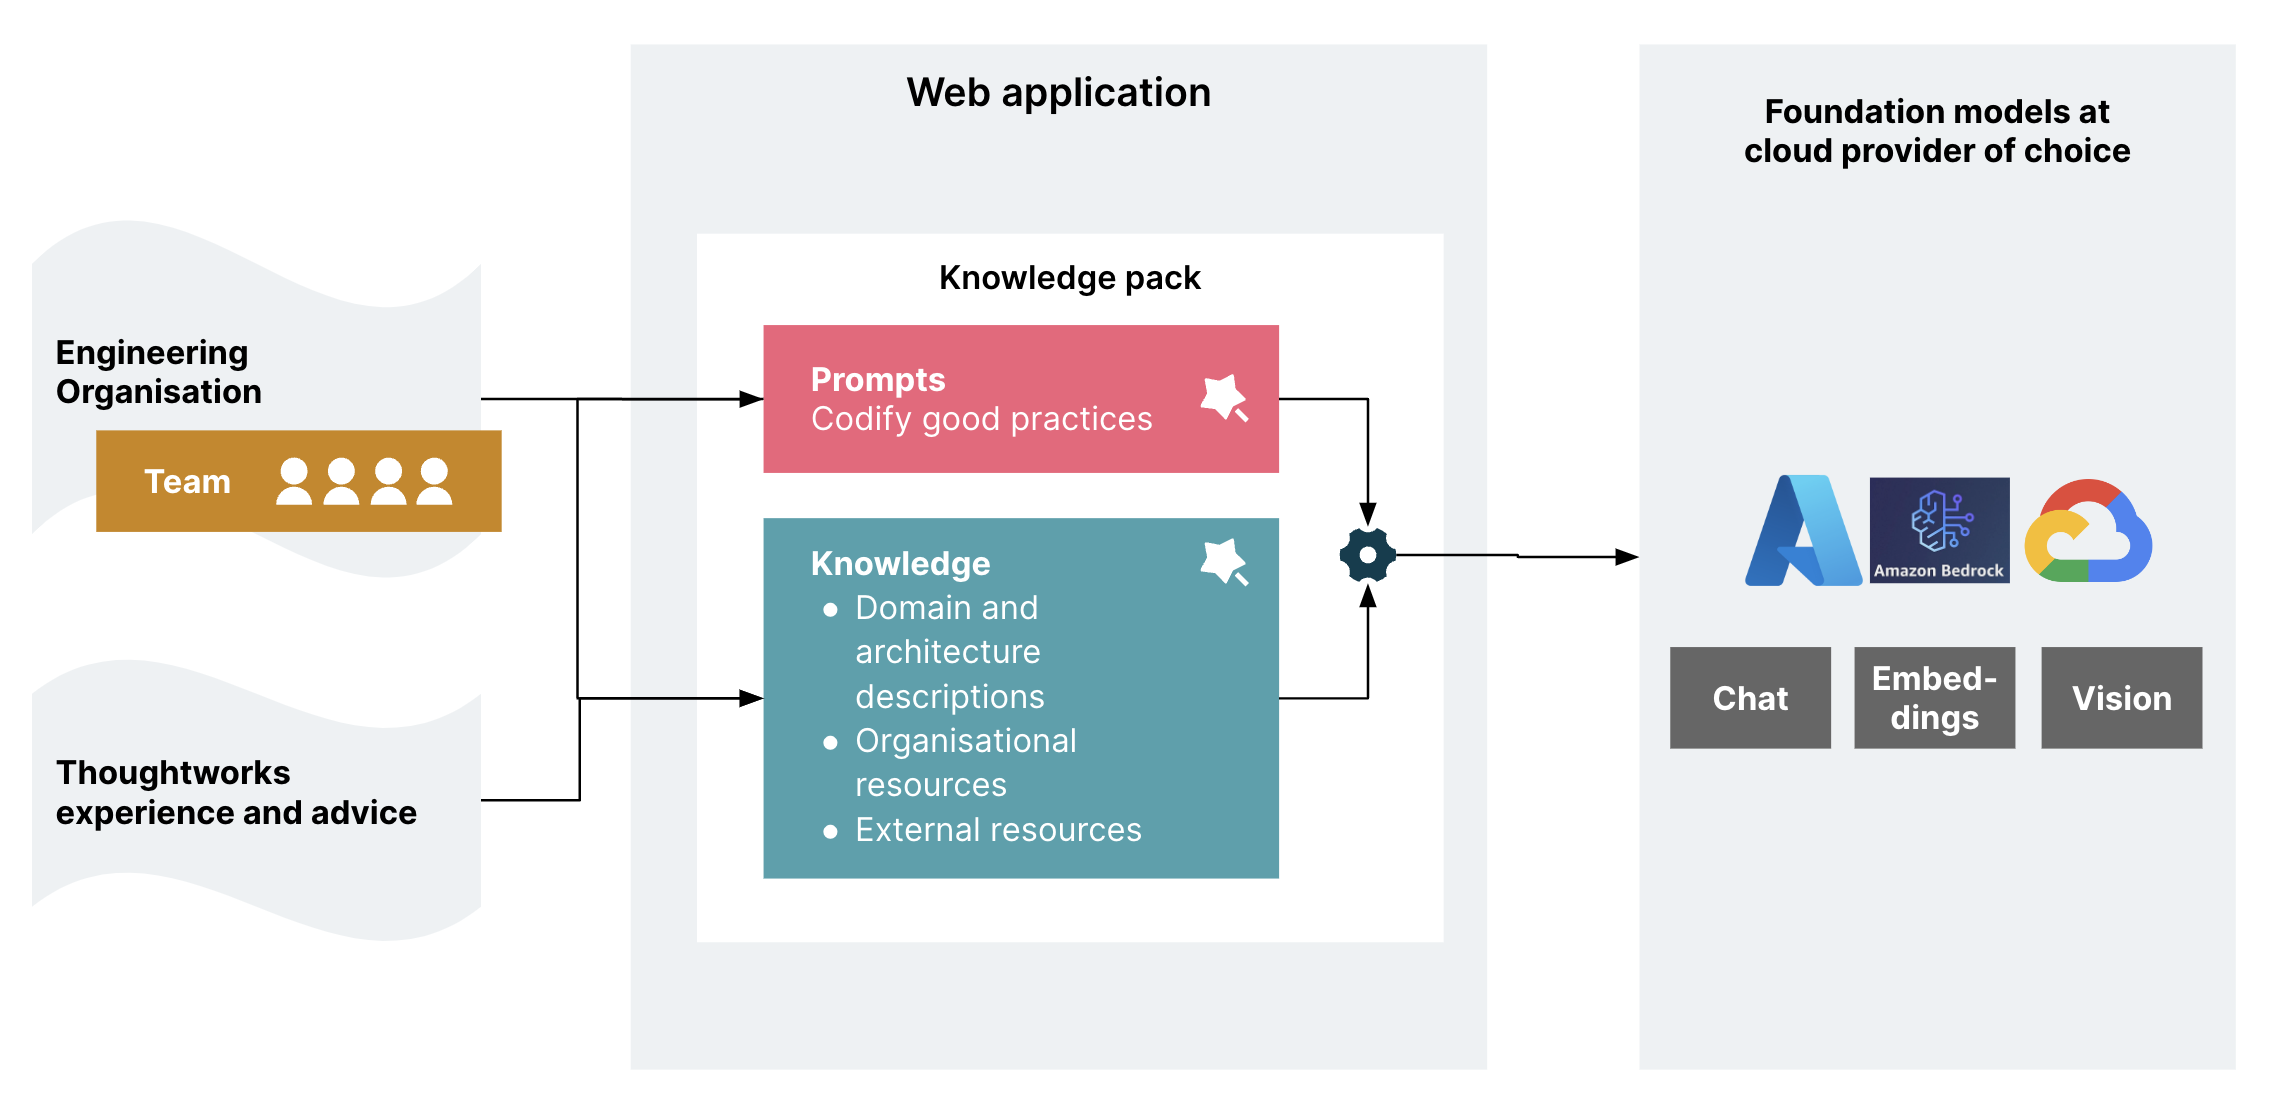 Web application
Foundation models at
cloud provider of choice
Knowledge pack
Engineering
Organisation
Team
Prompts
Codify good practices
Knowledge
● Domain and
architecture
descriptions
● Organisational
resources
● External resources
Thoughtworks
experience and advice
Amazon Bedrock
Chat
Embed-
dings
Vision